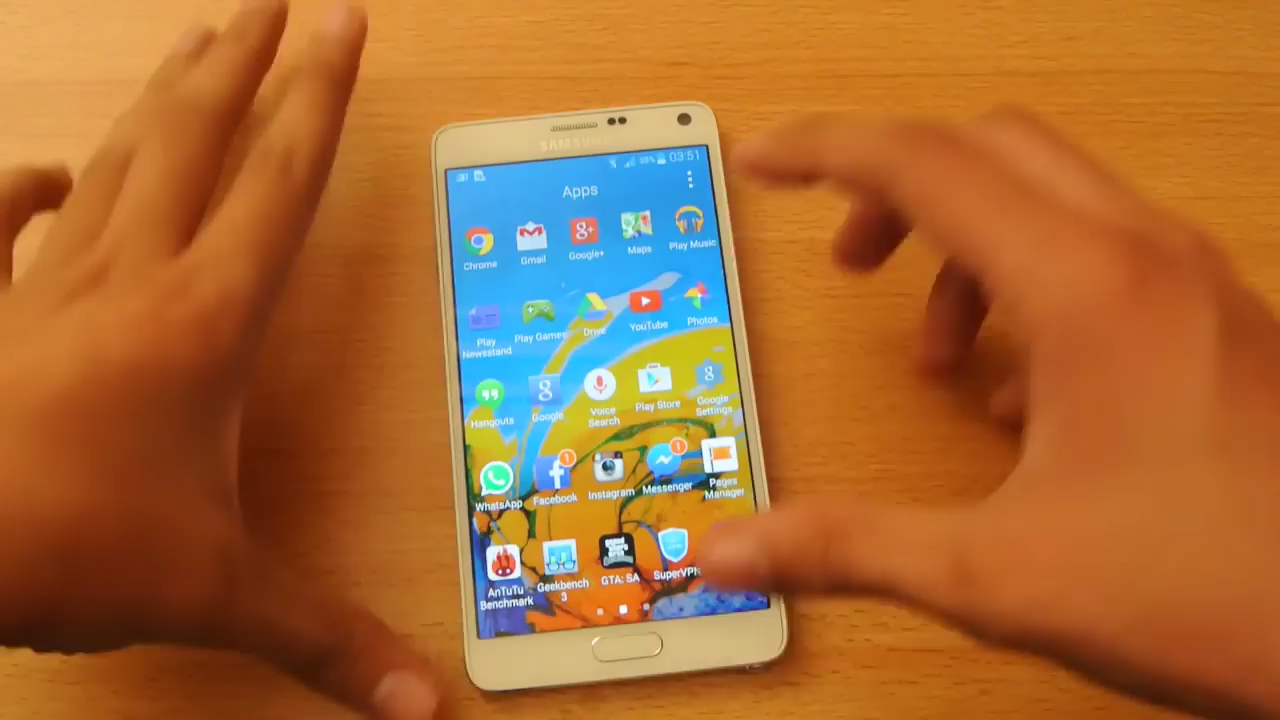 SAMSUNG
03:51
Apps
Chrome
Gmail
Google+
Maps
Play Music
Play
Newsstand
Play Games
Drive
YouTube
Photos
Hangouts
Google
Voice
Search
Play Store
Google
Settings
WhatsApp
1
Facebook
Instagram
1
Messenger
Pages
Manager
AnTuTu
Benchmark
Geekbench
3
GTA: SA
SuperVPN